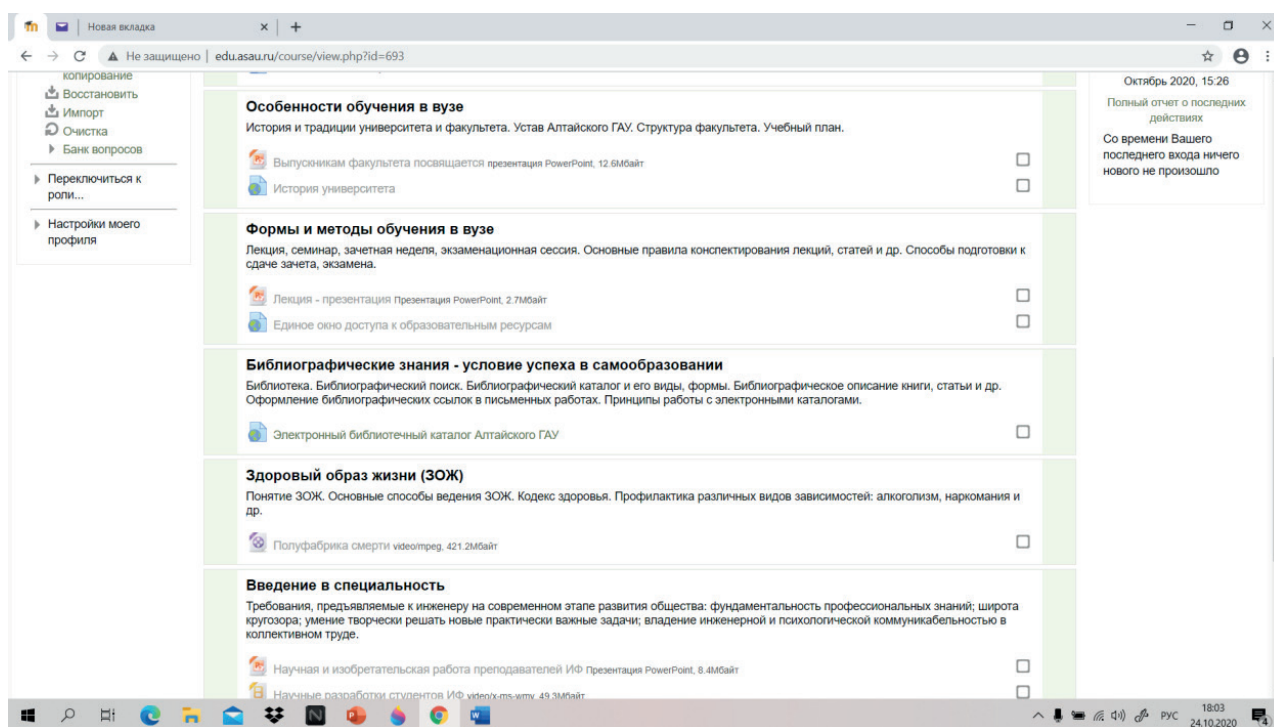 Новая вкладка
Не защищено | edu.asau.ru/course/view.php?id=693
копирование
Восстановить
Импорт
Очистка
Банк вопросов
Переключиться к
роли...
Настройки моего
профиля
Особенности обучения в вузе
История и традиции университета и факультета. Устав Алтайского ГАУ. Структура факультета. Учебный план.
Выпускникам факультета посвящается презентация PowerPoint, 12.6Мбайт
История университета
Формы и методы обучения в вузе
Лекция, семинар, зачетная неделя, экзаменационная сессия. Основные правила конспектирования лекций, статей и др. Способы подготовки к
сдаче зачета, экзамена.
Лекция - презентация Презентация PowerPoint, 2.7Мбайт
Единое окно доступа к образовательным ресурсам
Библиографические знания - условие успеха в самообразовании
Библиотека. Библиографический поиск. Библиографический каталог и его виды, формы. Библиографическое описание книги, статьи и др.
Оформление библиографических ссылок в письменных работах. Принципы работы с электронными каталогами.
Электронный библиотечный каталог Алтайского ГАУ
Здоровый образ жизни (ЗОЖ)
Понятие ЗОЖ. Основные способы ведения ЗОЖ. Кодекс здоровья. Профилактика различных видов зависимостей: алкоголизм, наркомания и
др.
Полуфабрика смерти video/mpeg, 421.2Мбайт
Введение в специальность
Требования, предъявляемые к инженеру на современном этапе развития общества: фундаментальность профессиональных знаний; широта
кругозора; умение творчески решать новые практически важные задачи; владение инженерной и психологической коммуникабельностью в
коллективном труде.
Научная и изобретательская работа преподавателей ИФ Презентация PowerPoint, 8.4Мбайт
Научные разработки студентов ИФ video/x-ms-wmv, 49.3Мбайт
Октябрь 2020, 15:26
Полный отчет о последних
действиях
Со времени Вашего
последнего входа ничего
нового не произошло
РУС
18:03
24.10.2020